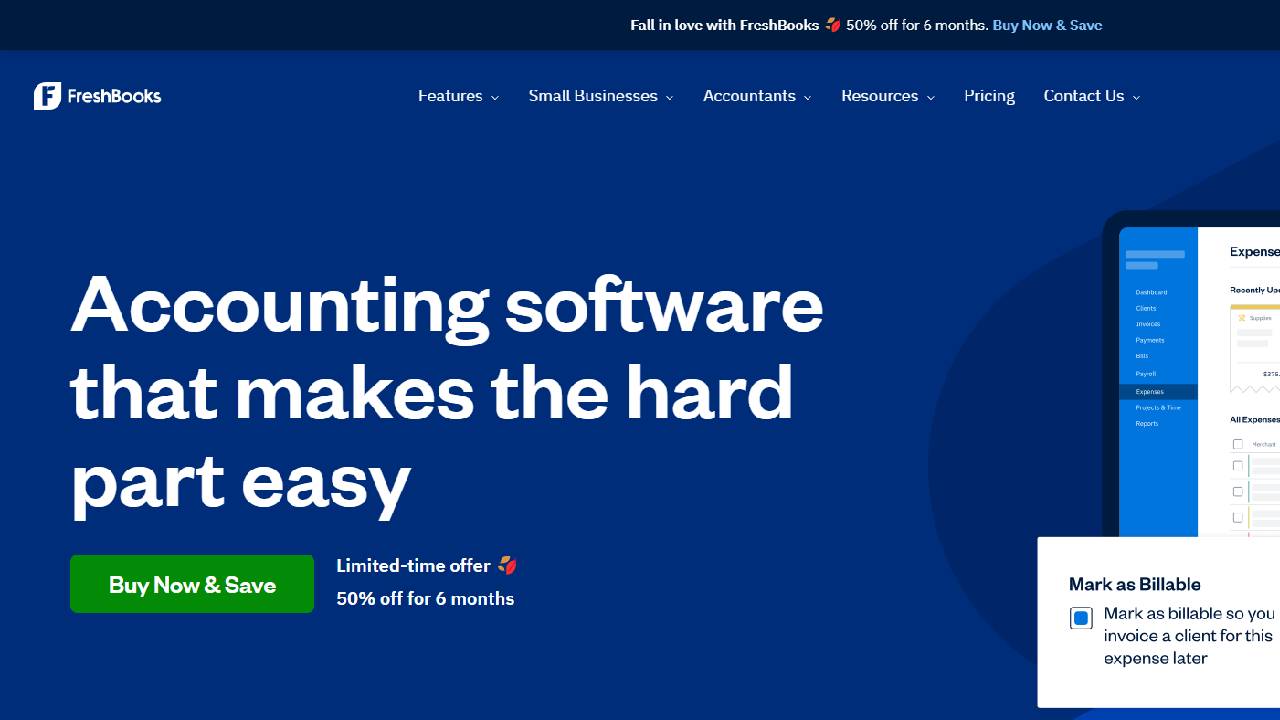 Fall in love with FreshBooks 🍂 50% off for 6 months. Buy Now & Save
FreshBooks
Features
Small Businesses
Accountants
Resources
Pricing
Contact Us
Accounting software
that makes the hard
part easy
Buy Now & Save
Limited-time offer 🍂
50% off for 6 months
Expense
Recently Us
Supplies
Dashboard
Clients
Invoices
Payments
Bills
Payroll
Expenses
Projects & Time
Reports
All Expenses
Merchant
Mark as Billable
Mark as billable so you
invoice a client for this
expense later